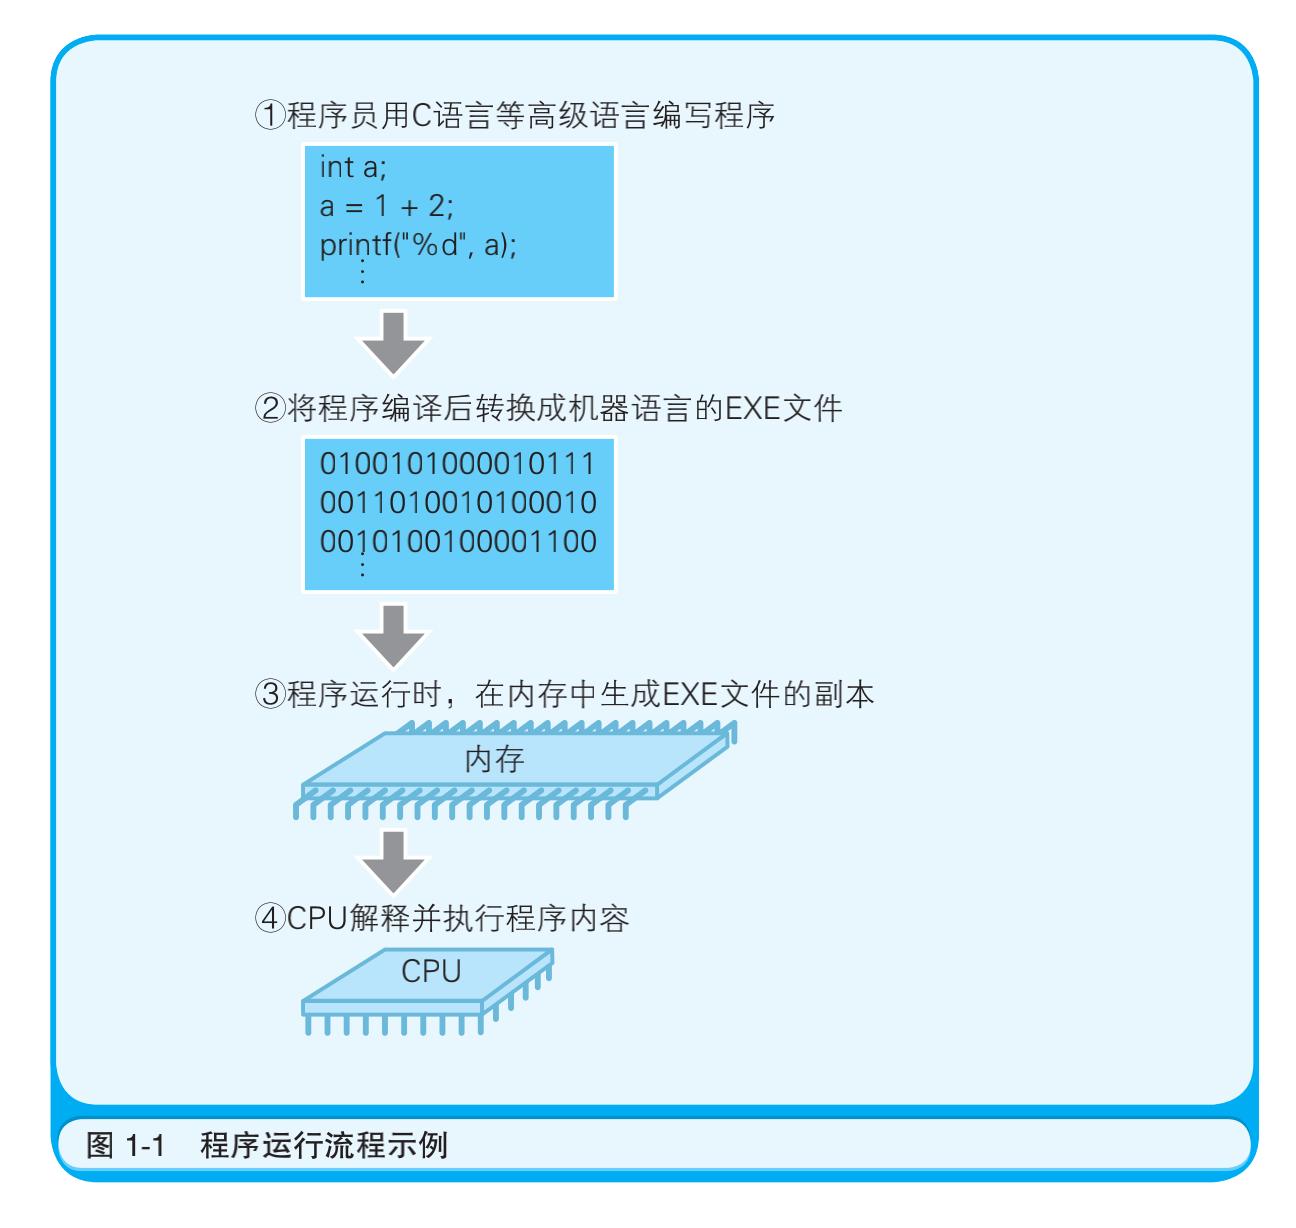 ①程序员用C语言等高级语言编写程序
int a;
a = 1 + 2;
printf("%d", a);
⋮
②将程序编译后转换成机器语言的EXE文件
0100101000010111
0011010010100010
0010100100001100
⋮
③程序运行时，在内存中生成EXE文件的副本
内存
④CPU解释并执行程序内容
CPU
图 1-1 程序运行流程示例